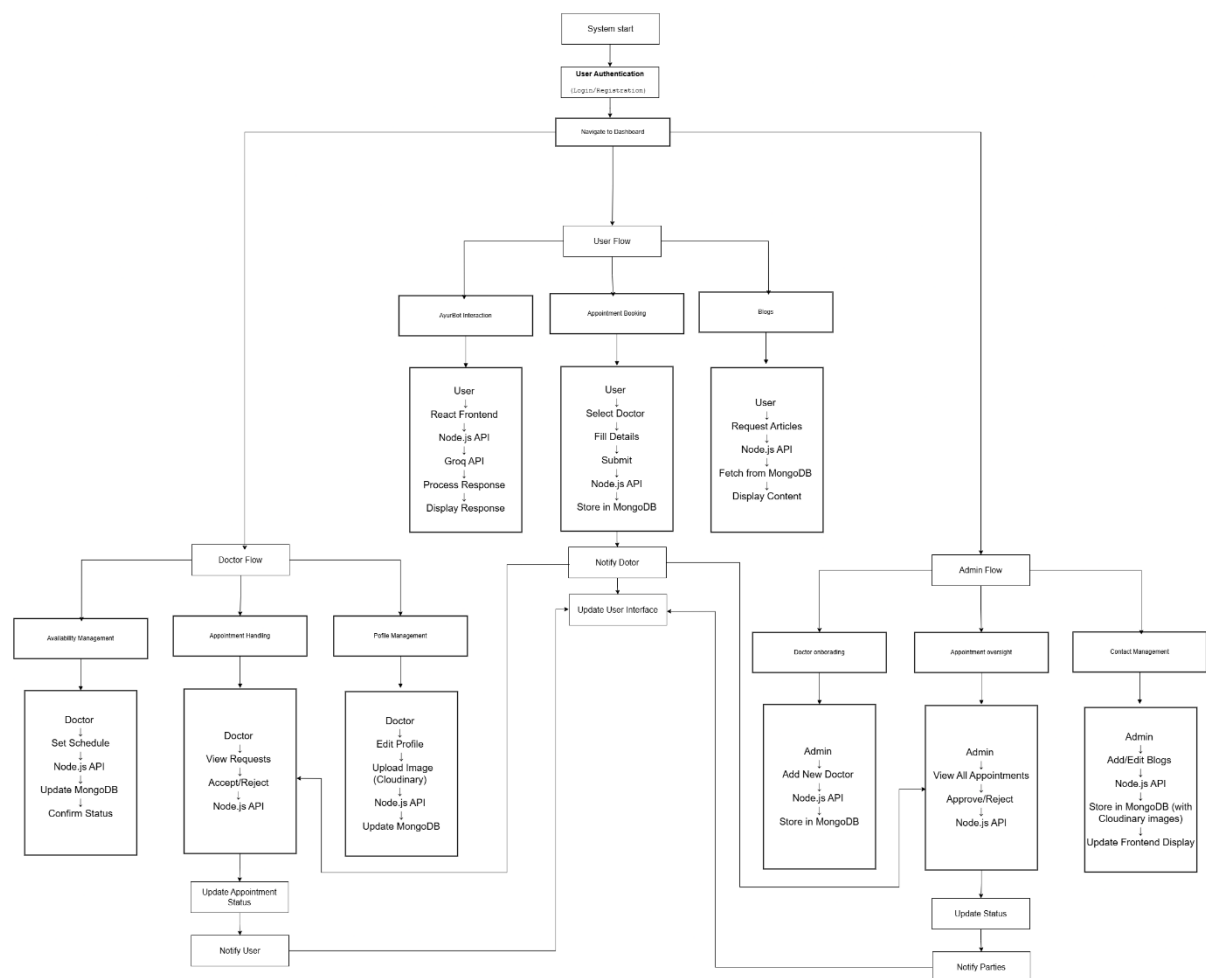 System start
User Authentication
(Login/Registration)
Navigate to Dashboard
User Flow
AyurBot Interaction
Appointment Booking
Blogs
User
↓
React Frontend
↓
Node.js API
↓
Groq API
↓
Process Response
↓
Display Response
User
↓
Select Doctor
↓
Fill Details
↓
Submit
↓
Node.js API
↓
Store in MongoDB
User
↓
Request Articles
↓
Node.js API
↓
Fetch from MongoDB
↓
Display Content
Notify Dotor
Update User Interface
Doctor Flow
Availability Management
Appointment Handling
Pofile Management
Doctor
↓
Set Schedule
↓
Node.js API
↓
Update MongoDB
↓
Confirm Status
Doctor
↓
View Requests
↓
Accept/Reject
↓
Node.js API
Doctor
↓
Edit Profile
↓
Upload Image
(Cloudinary)
↓
Node.js API
↓
Update MongoDB
Update Appointment
Status
Notify User
Admin Flow
Doctor onborading
Appointment oversight
Contact Management
Admin
↓
Add New Doctor
↓
Node.js API
↓
Store in MongoDB
Admin
↓
View All Appointments
↓
Approve/Reject
↓
Node.js API
Admin
↓
Add/Edit Blogs
↓
Node.js API
↓
Store in MongoDB (with
Cloudinary images)
↓
Update Frontend Display
Update Status
Notify Parties